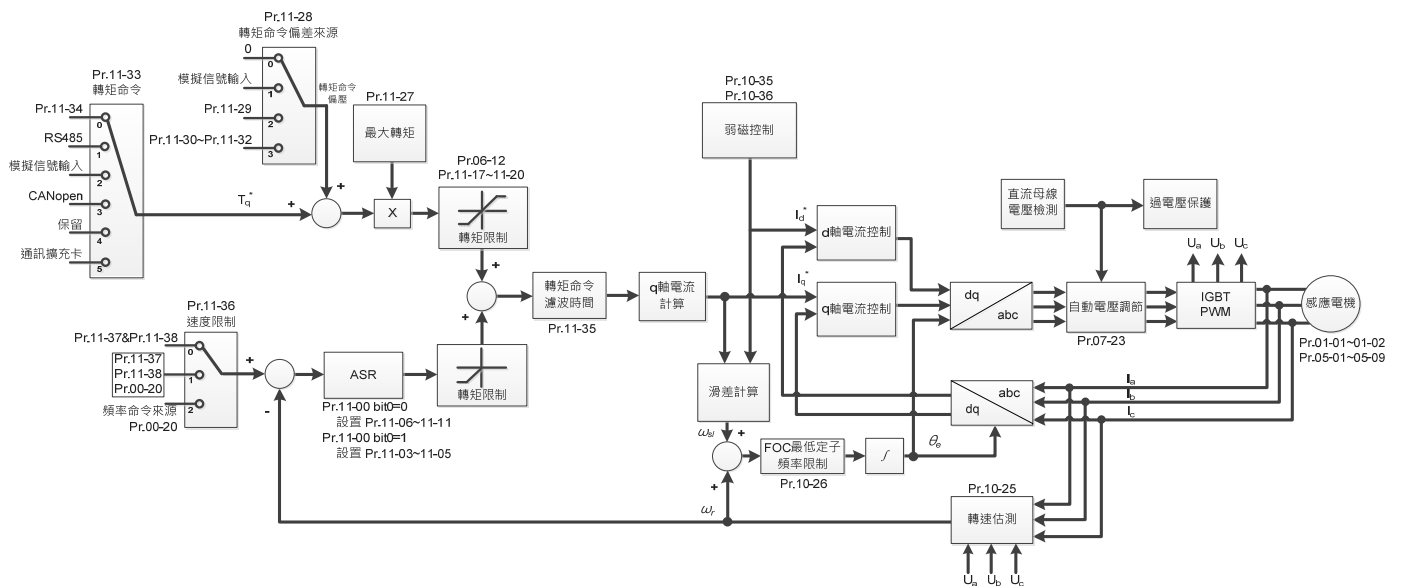 Pr.11-28
轉矩命令偏差來源
0
0
模擬信號輸入
1
轉矩命令
偏壓
Pr.11-29
2
Pr.11-30~Pr.11-32
3
Pr.11-33
轉矩命令
Pr.11-34
0
RS485
1
模擬信號輸入
2
CANopen
3
保留
4
通訊擴充卡
5
Tq*
+
+
Pr.11-27
最大轉矩
X
Pr.06-12
Pr.11-17~11-20
轉矩限制
+
+
轉矩命令
濾波時間
Pr.11-35
q軸電流
計算
Pr.11-36
速度限制
Pr.11-37&Pr.11-38
0
Pr.11-37
Pr.11-38
Pr.00-20
1
頻率命令來源
2
Pr.00-20
+
-
ASR
Pr.11-00 bit0=0
設置 Pr.11-06~11-11
Pr.11-00 bit0=1
設置 Pr.11-03~11-05
轉矩限制
Pr.10-35
Pr.10-36
弱磁控制
Id*
d軸電流控制
Iq*
q軸電流控制
dq
abc
直流母線
電壓檢測
過電壓保護
自動電壓調節
Pr.07-23
Ua Ub Uc
IGBT
PWM
感應電機
Pr.01-01~01-02
Pr.05-01~05-09
滑差計算
ωsl
+
+
ωr
FOC最低定子
頻率限制
Pr.10-26
∫
θe
abc
dq
Ia
Ib
Ic
Pr.10-25
轉速估測
Ua Ub Uc